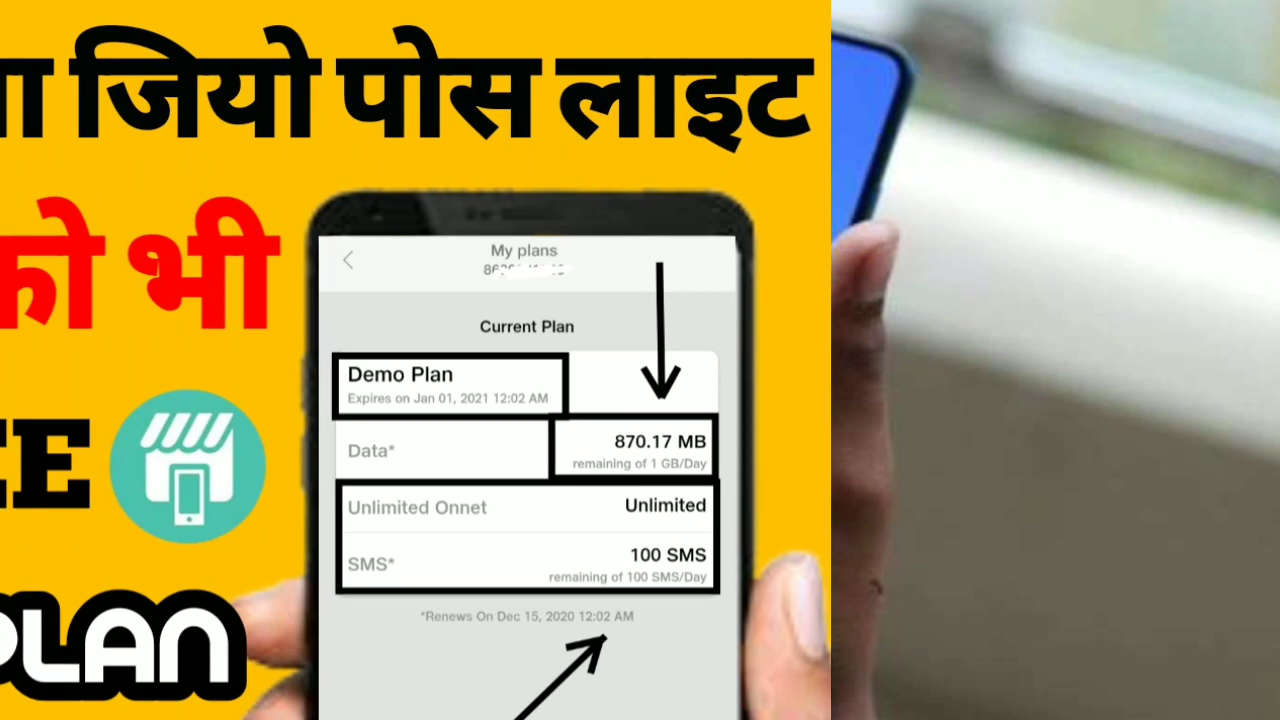 जियो पोस लाइट
को भी
My plans
Current Plan
Demo Plan
Expires on Jan 01, 2021 12:02 AM
Data*
870.17 MB
remaining of 1 GB/Day
Unlimited Onnet
Unlimited
SMS*
100 SMS
remaining of 100 SMS/Day
*Renews On Dec 15, 2020 12:02 AM
PLAN